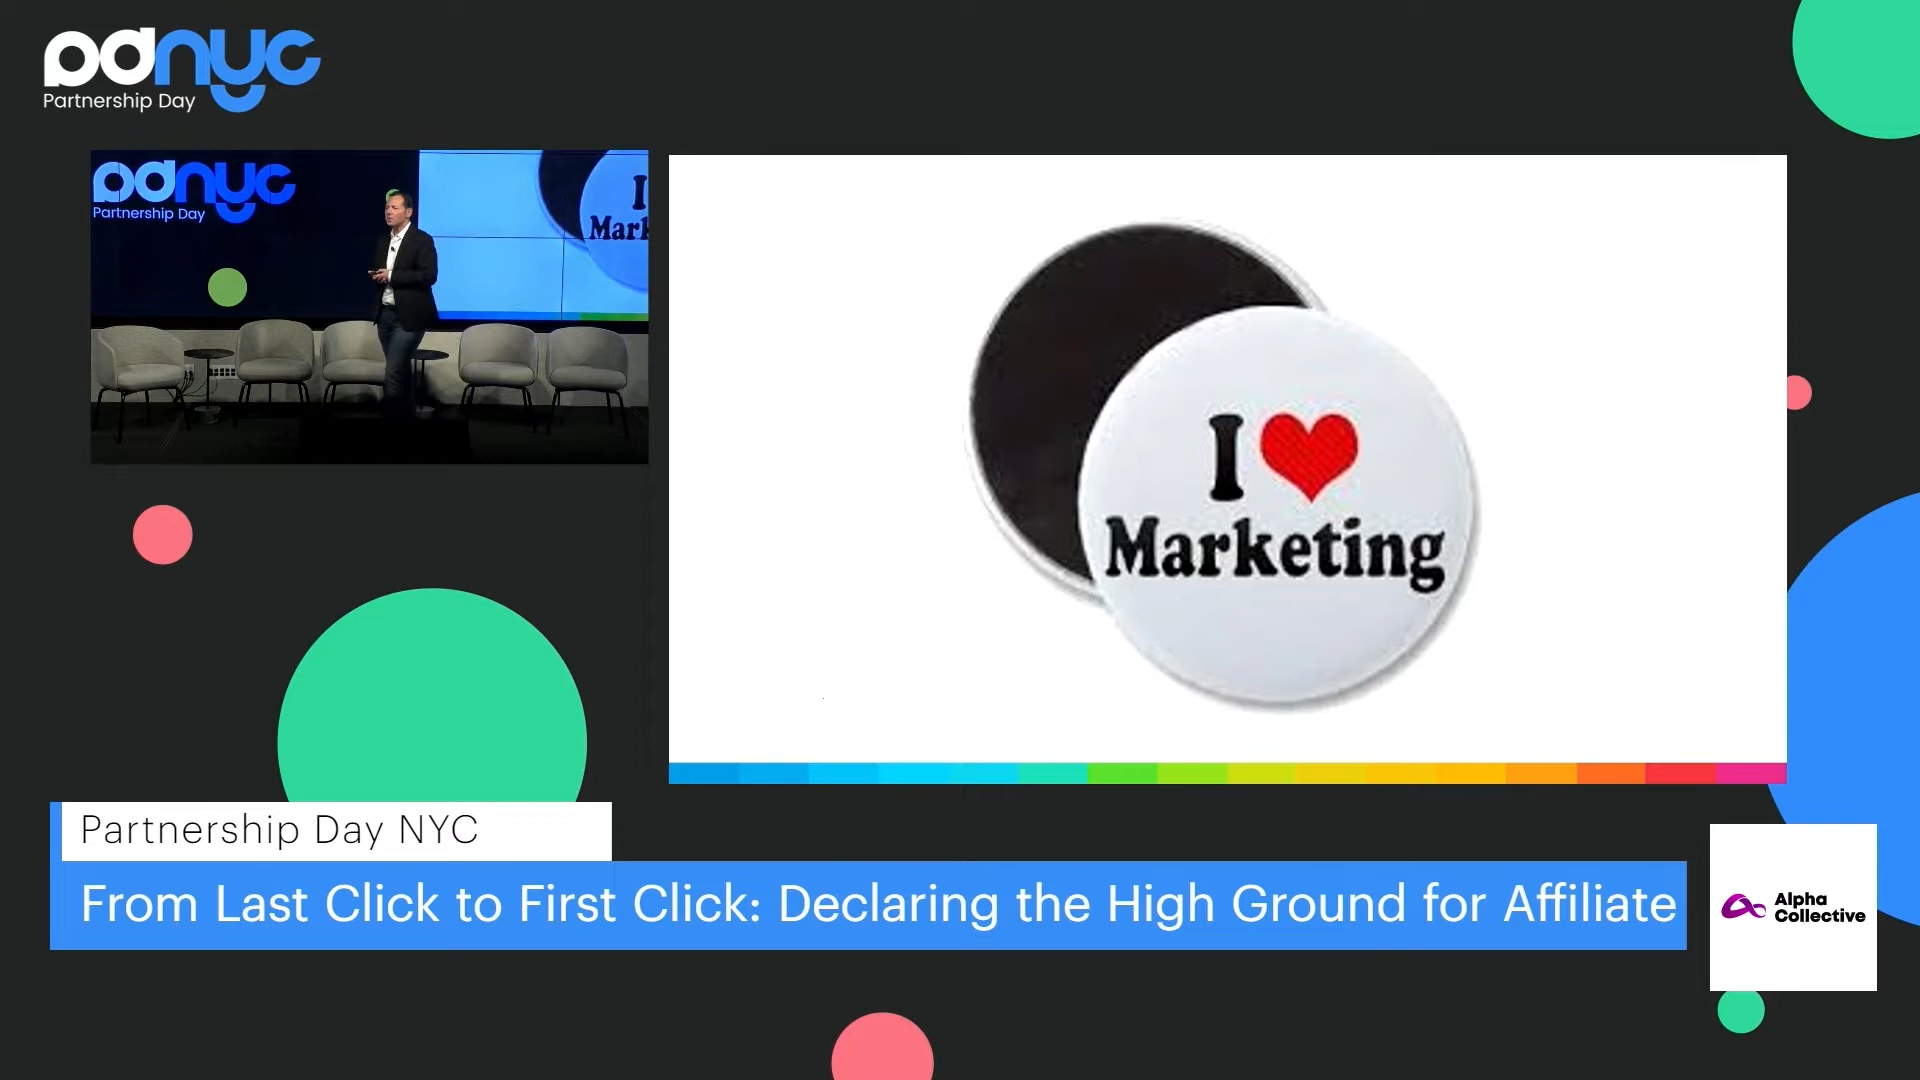 pdnyc
Partnership Day
pdnyc
Partnership Day
I
Mark
I ❤
Marketing
Partnership Day NYC
From Last Click to First Click: Declaring the High Ground for Affiliate
Alpha
Collective